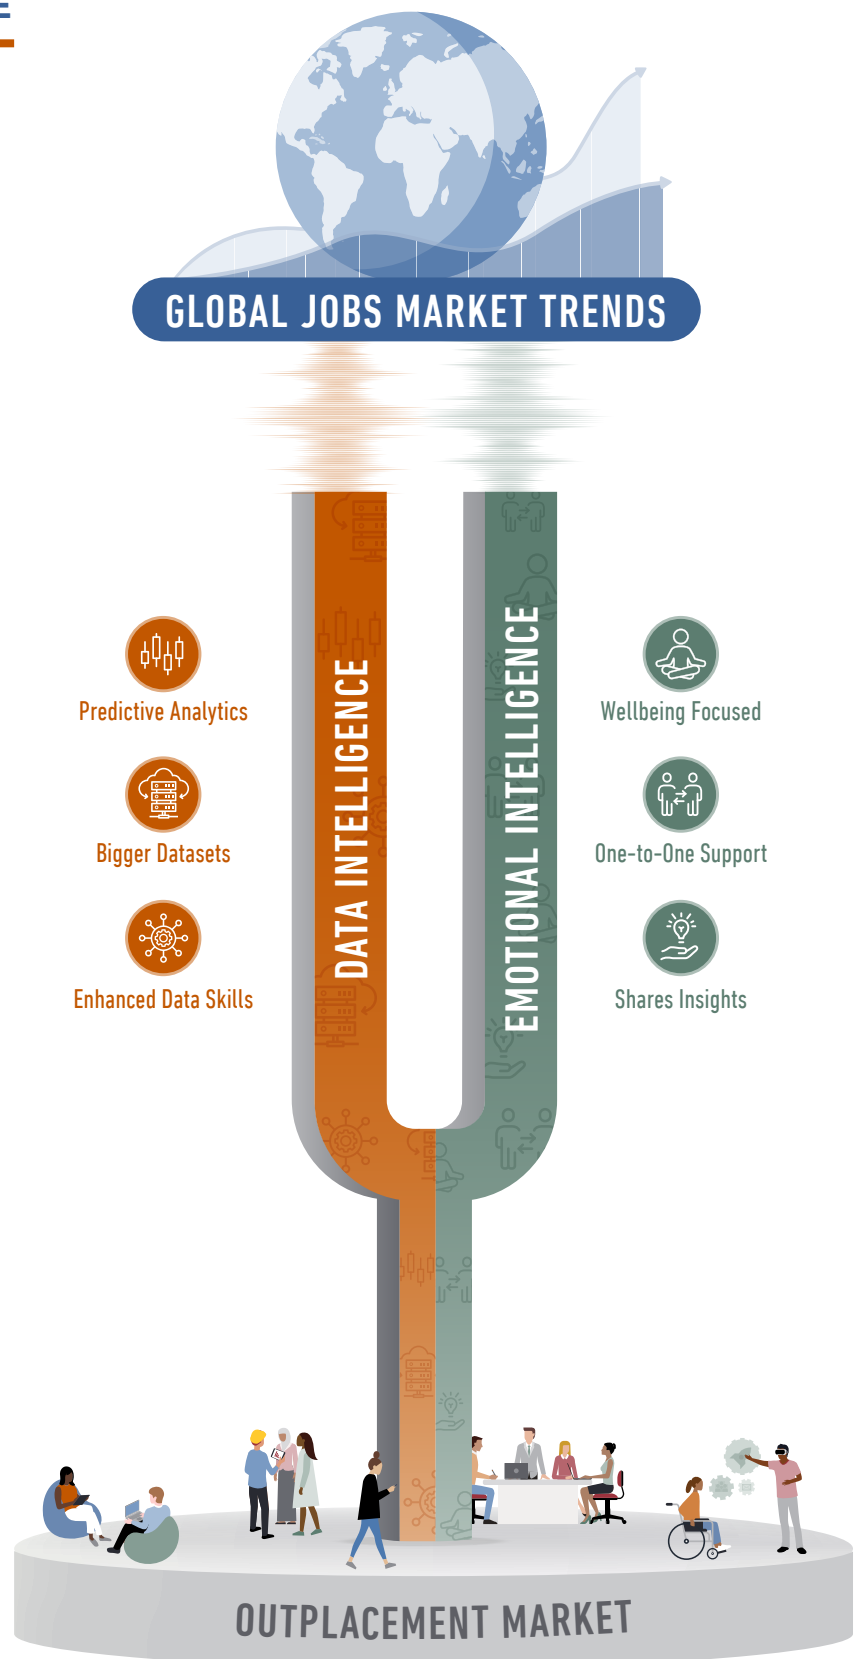 GLOBAL JOBS MARKET TRENDS
DATA INTELLIGENCE
EMOTIONAL INTELLIGENCE
Predictive Analytics
Bigger Datasets
Enhanced Data Skills
Wellbeing Focused
One-to-One Support
Shares Insights
OUTPLACEMENT MARKET